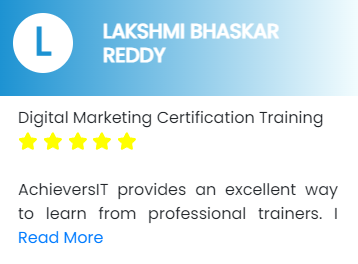 L
LAKSHMI BHASKAR
REDDY
Digital Marketing Certification Training
AchieversIT provides an excellent way
to learn from professional trainers. I
Read More